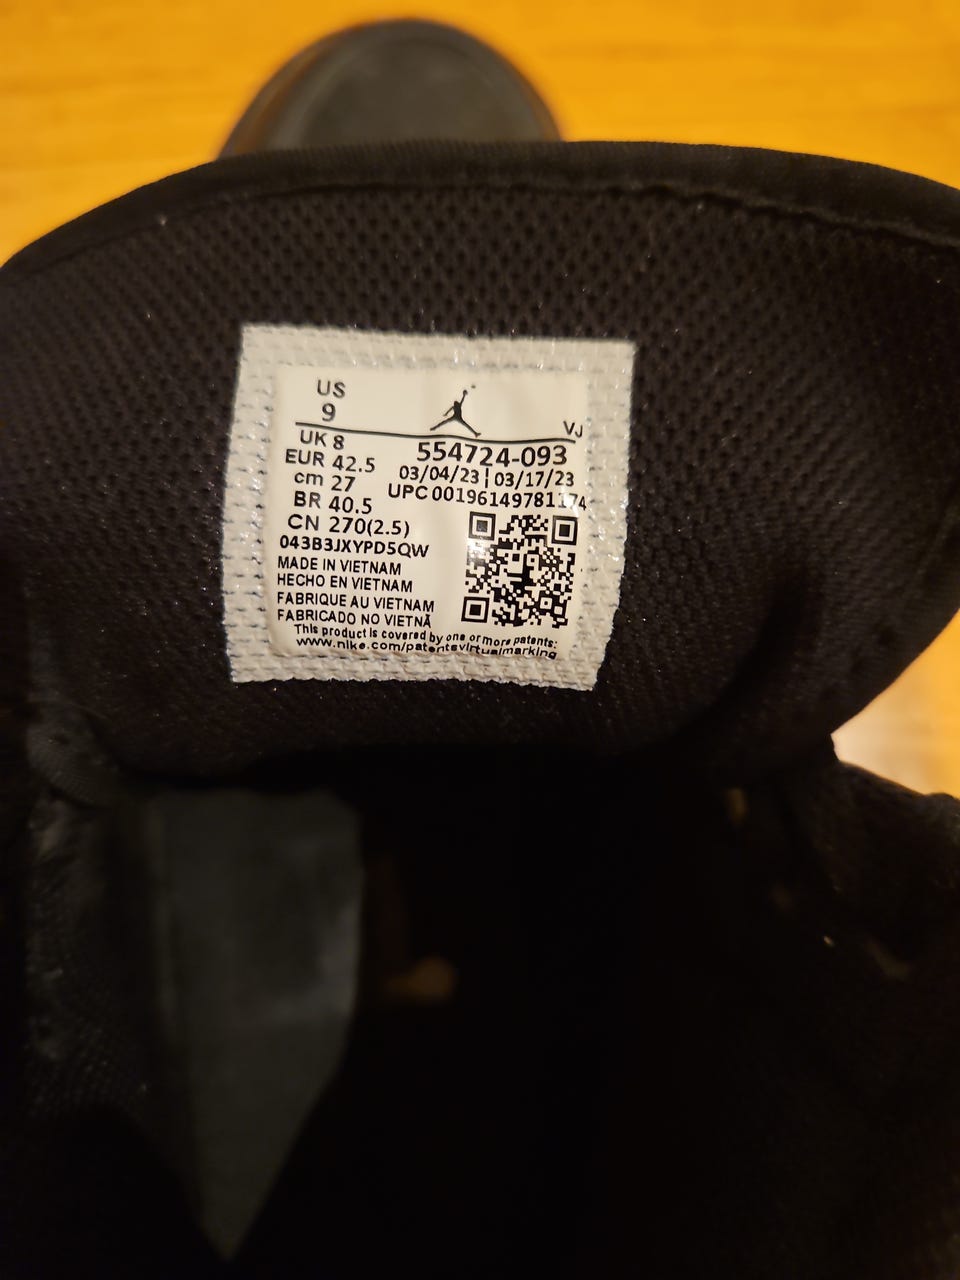 US
9
VJ
UK 8
554724-093
EUR 42.5
03/04/23 | 03/17/23
cm 27
UPC 00196149781174
BR 40.5
CN 270(2.5)
043B3JXYPD5QW
MADE IN VIETNAM
HECHO EN VIETNAM
FABRIQUE AU VIETNAM
FABRICADO NO VIETNÃ
This product is covered by one or more patents:
www.nike.com/patentsvirtualmarking